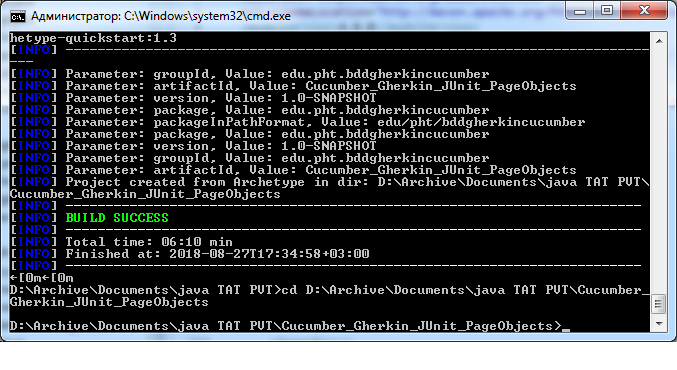 Администратор: C:\Windows\system32\cmd.exe
hetype-quickstart:1.3
[INFO] ------------------------------------------------------------------------
---
[INFO] Parameter: groupId, Value: edu.pht.bddgherkincucumber
[INFO] Parameter: artifactId, Value: Cucumber_Gherkin_JUnit_PageObjects
[INFO] Parameter: version, Value: 1.0-SNAPSHOT
[INFO] Parameter: package, Value: edu.pht.bddgherkincucumber
[INFO] Parameter: packageInPathFormat, Value: edu/pht/bddgherkincucumber
[INFO] Parameter: package, Value: edu.pht.bddgherkincucumber
[INFO] Parameter: version, Value: 1.0-SNAPSHOT
[INFO] Parameter: groupId, Value: edu.pht.bddgherkincucumber
[INFO] Parameter: artifactId, Value: Cucumber_Gherkin_JUnit_PageObjects
[INFO] Project created from Archetype in dir: D:\Archive\Documents\java TAT PVT\
Cucumber_Gherkin_JUnit_PageObjects
[INFO] ------------------------------------------------------------------------
[INFO] BUILD SUCCESS
[INFO] ------------------------------------------------------------------------
[INFO] Total time: 06:10 min
[INFO] Finished at: 2018-08-27T17:34:58+03:00
[INFO] ------------------------------------------------------------------------
←[0m←[0m
D:\Archive\Documents\java TAT PVT>cd D:\Archive\Documents\java TAT PVT\Cucumber_
Gherkin_JUnit_PageObjects
D:\Archive\Documents\java TAT PVT\Cucumber_Gherkin_JUnit_PageObjects>_